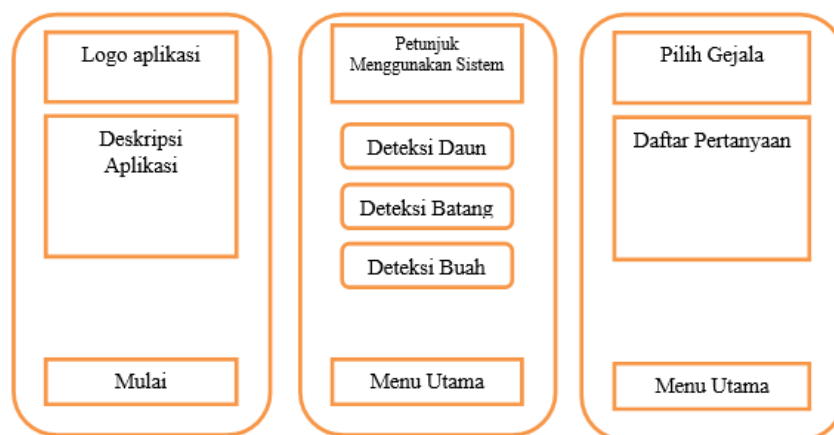 Logo aplikasi
Deskripsi
Aplikasi
Mulai
Petunjuk
Menggunakan Sistem
Deteksi Daun
Deteksi Batang
Deteksi Buah
Menu Utama
Pilih Gejala
Daftar Pertanyaan
Menu Utama